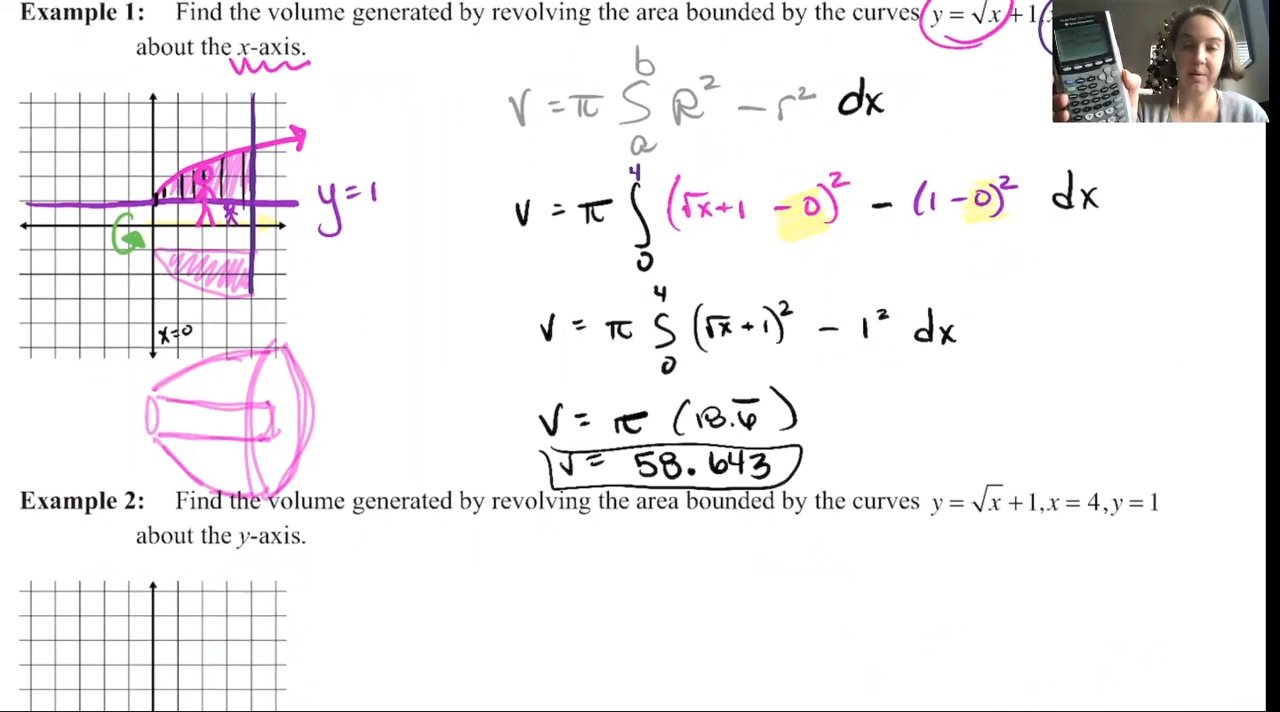 Example 1: Find the volume generated by revolving the area bounded by the curves y = √x + 1,
about the x-axis.
b
V = π ∫ R² - r² dx
a
4
V = π ∫ (√x+1 - 0)² - (1 - 0)² dx
0
y = 1
4
V = π ∫ (√x + 1)² - 1² dx
0
x=0
V = π (18.6̅)
V = 58.643
Example 2: Find the volume generated by revolving the area bounded by the curves y = √x + 1, x = 4, y = 1
about the y-axis.